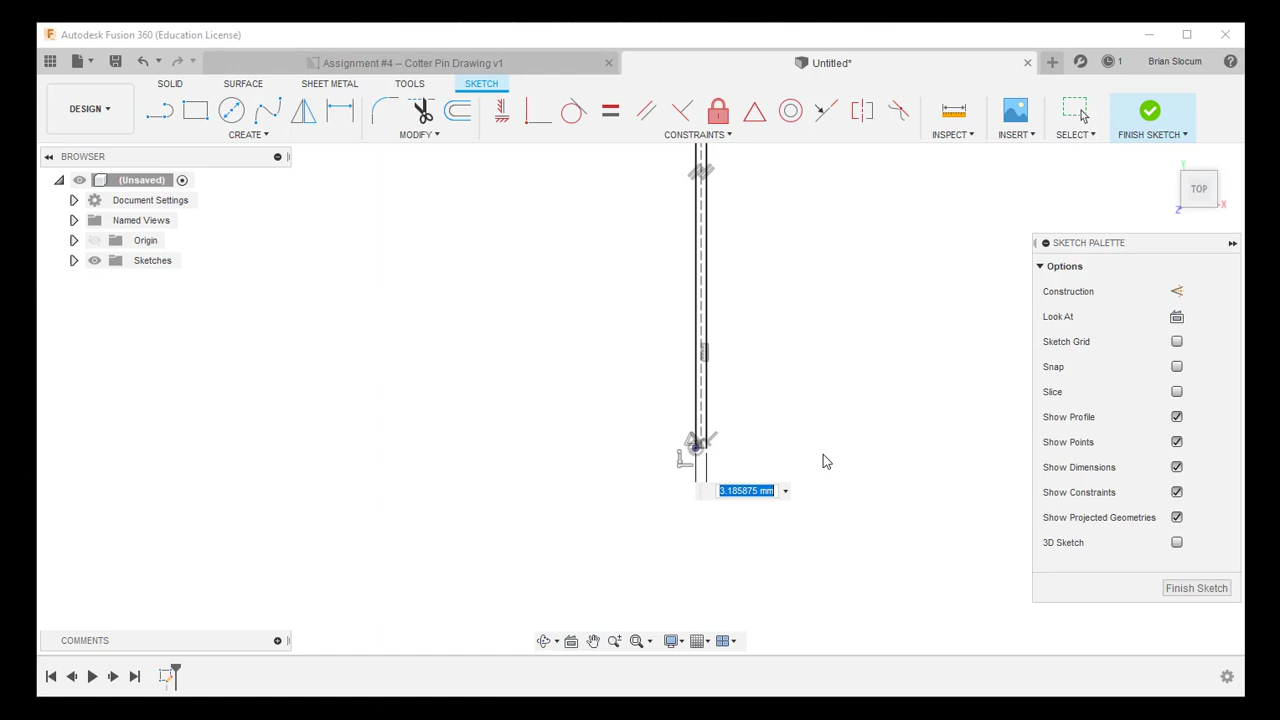 Autodesk Fusion 360 (Education License)
Assignment #4 – Cotter Pin Drawing v1
Untitled*
1
Brian Slocum
SOLID
SURFACE
SHEET METAL
TOOLS
SKETCH
DESIGN
CREATE
MODIFY
CONSTRAINTS
INSPECT
INSERT
SELECT
FINISH SKETCH
BROWSER
(Unsaved)
Document Settings
Named Views
Origin
Sketches
Y
TOP
Z
X
SKETCH PALETTE
Options
Construction
Look At
Sketch Grid
Snap
Slice
Show Profile
Show Points
Show Dimensions
Show Constraints
Show Projected Geometries
3D Sketch
Finish Sketch
3.185875 mm
COMMENTS